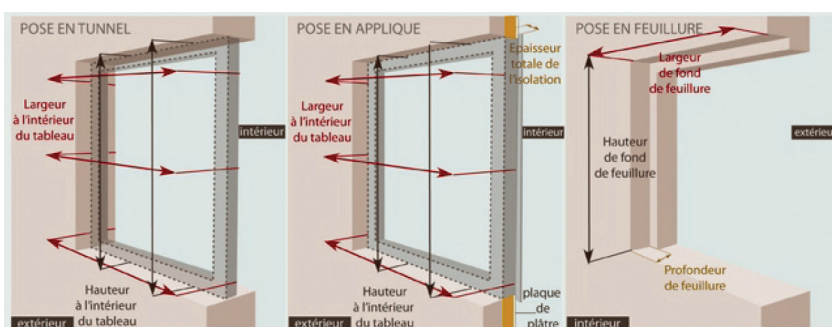 POSE EN TUNNEL
Largeur
à l'intérieur
du tableau
intérieur
Hauteur
à l'intérieur
du tableau
extérieur
POSE EN APPLIQUE
Epaisseur
totale de
l'isolation
Largeur
à l'intérieur
du tableau
intérieur
Hauteur
à l'intérieur
du tableau
plaque
de
plâtre
extérieur
POSE EN FEUILLURE
Largeur
de fond
de feuillure
extérieur
Hauteur
de fond
de feuillure
Profondeur
de feuillure
intérieur